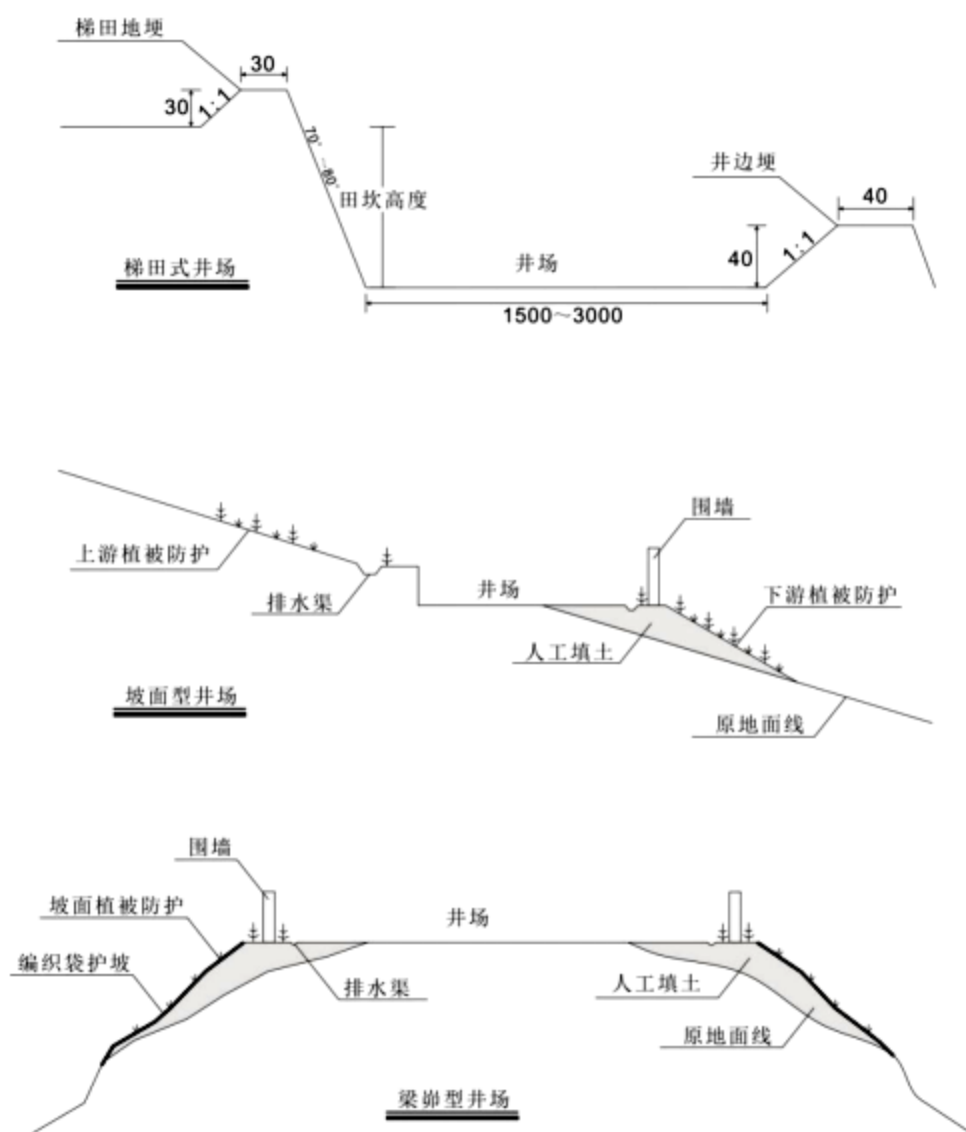 梯田地埂
30
30
1:1
70°~80°
田坎高度
井边埂
40
40
1:1
井场
梯田式井场
1500～3000
围墙
上游植被防护
井场
下游植被防护
排水渠
人工填土
坡面型井场
原地面线
围墙
坡面植被防护
井场
编织袋护坡
排水渠
人工填土
原地面线
梁峁型井场